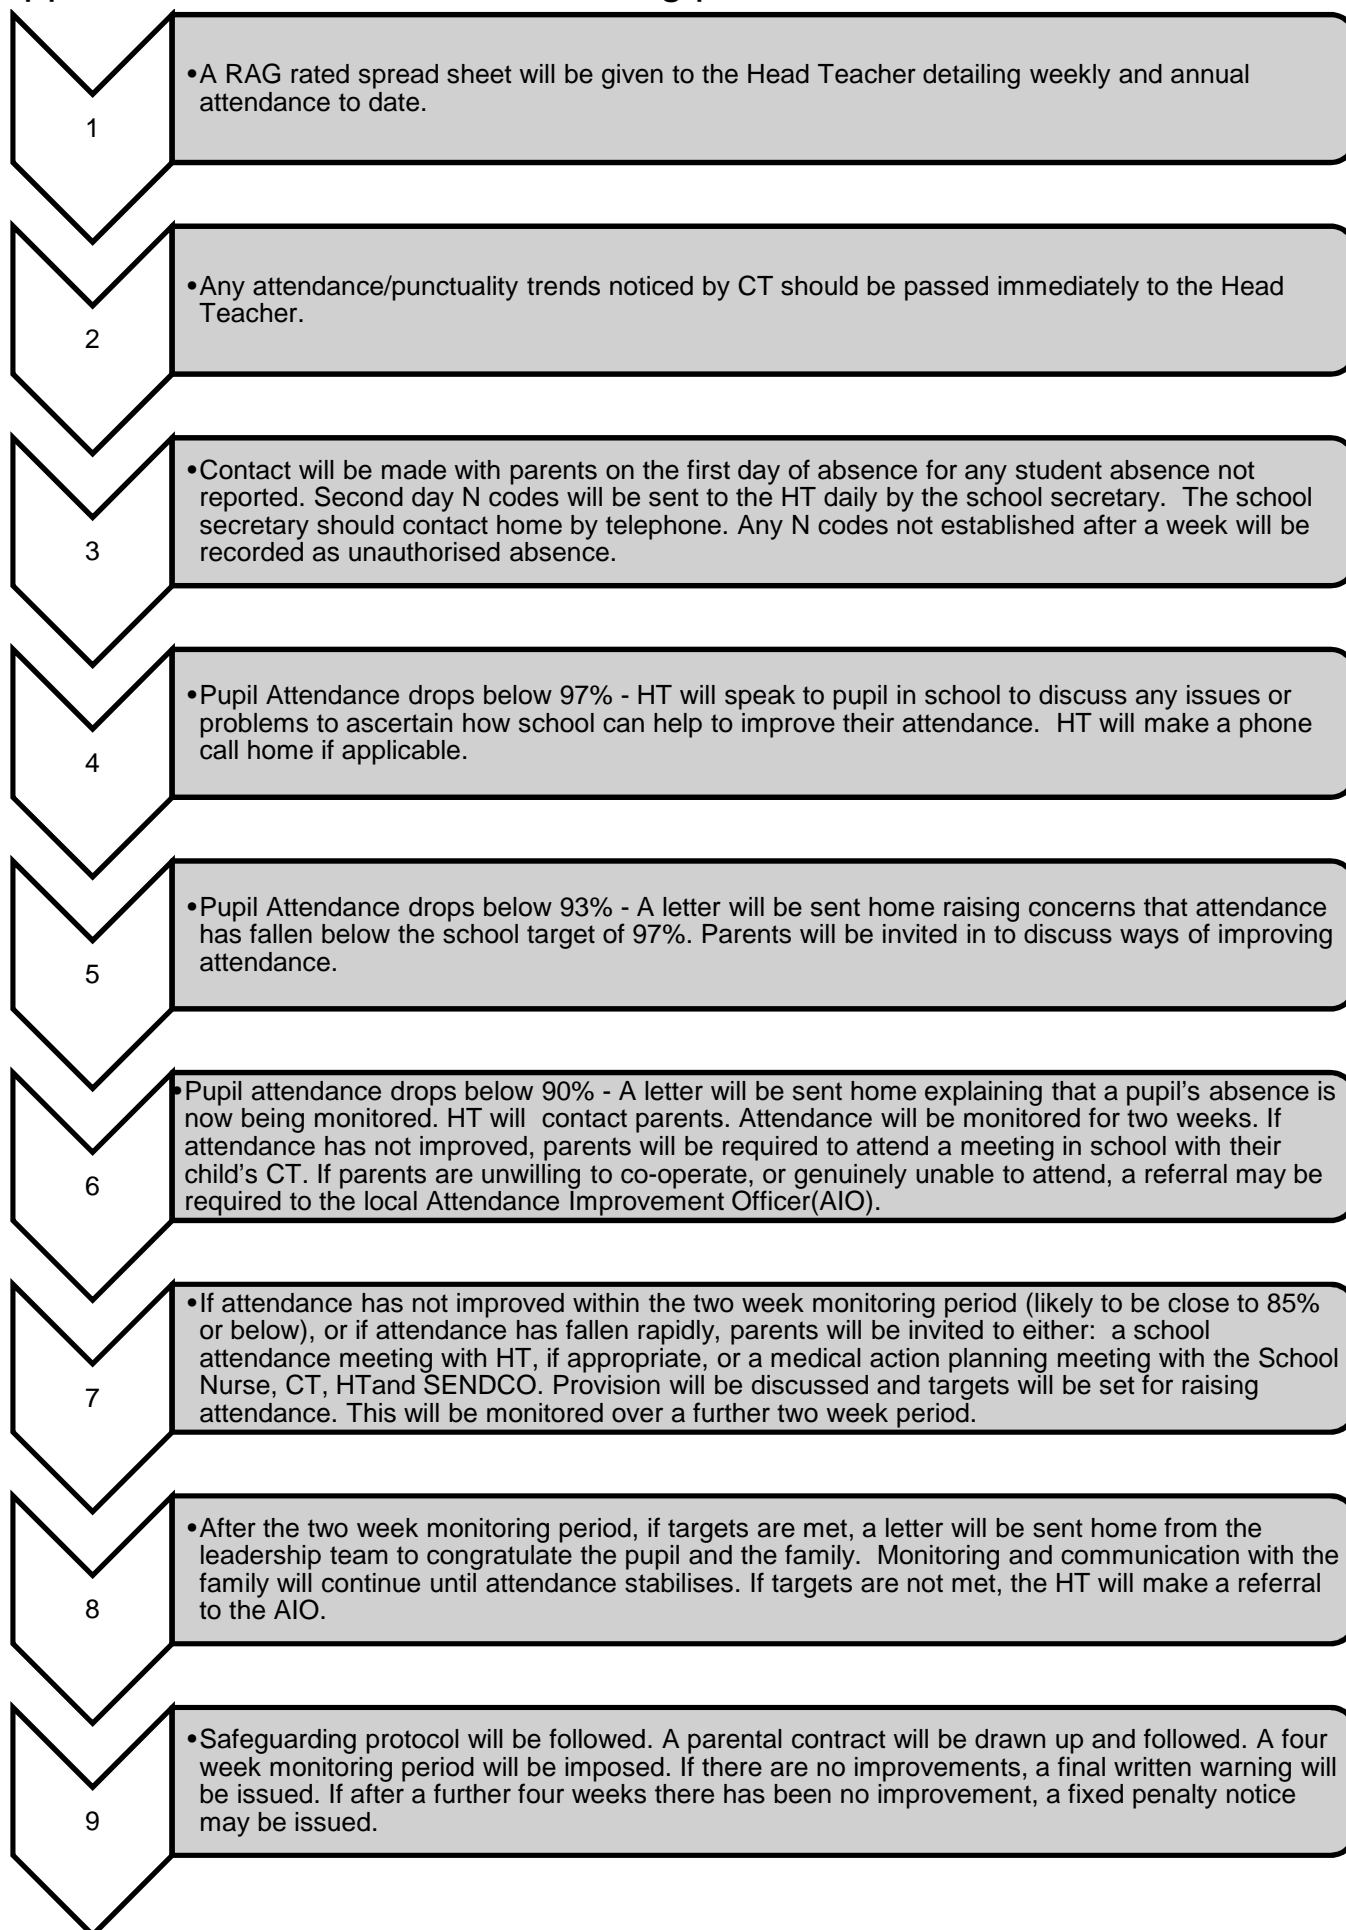 1
•A RAG rated spread sheet will be given to the Head Teacher detailing weekly and annual
attendance to date.
2
•Any attendance/punctuality trends noticed by CT should be passed immediately to the Head
Teacher.
3
•Contact will be made with parents on the first day of absence for any student absence not
reported. Second day N codes will be sent to the HT daily by the school secretary.  The school
secretary should contact home by telephone. Any N codes not established after a week will be
recorded as unauthorised absence.
4
•Pupil Attendance drops below 97% - HT will speak to pupil in school to discuss any issues or
problems to ascertain how school can help to improve their attendance.  HT will make a phone
call home if applicable.
5
•Pupil Attendance drops below 93% - A letter will be sent home raising concerns that attendance
has fallen below the school target of 97%. Parents will be invited in to discuss ways of improving
attendance.
6
•Pupil attendance drops below 90% - A letter will be sent home explaining that a pupil's absence is
now being monitored. HT will  contact parents. Attendance will be monitored for two weeks. If
attendance has not improved, parents will be required to attend a meeting in school with their
child's CT. If parents are unwilling to co-operate, or genuinely unable to attend, a referral may be
required to the local Attendance Improvement Officer(AIO).
7
•If attendance has not improved within the two week monitoring period (likely to be close to 85%
or below), or if attendance has fallen rapidly, parents will be invited to either:  a school
attendance meeting with HT, if appropriate, or a medical action planning meeting with the School
Nurse, CT, HTand SENDCO. Provision will be discussed and targets will be set for raising
attendance. This will be monitored over a further two week period.
8
•After the two week monitoring period, if targets are met, a letter will be sent home from the
leadership team to congratulate the pupil and the family.  Monitoring and communication with the
family will continue until attendance stabilises. If targets are not met, the HT will make a referral
to the AIO.
9
•Safeguarding protocol will be followed. A parental contract will be drawn up and followed. A four
week monitoring period will be imposed. If there are no improvements, a final written warning will
be issued. If after a further four weeks there has been no improvement, a fixed penalty notice
may be issued.